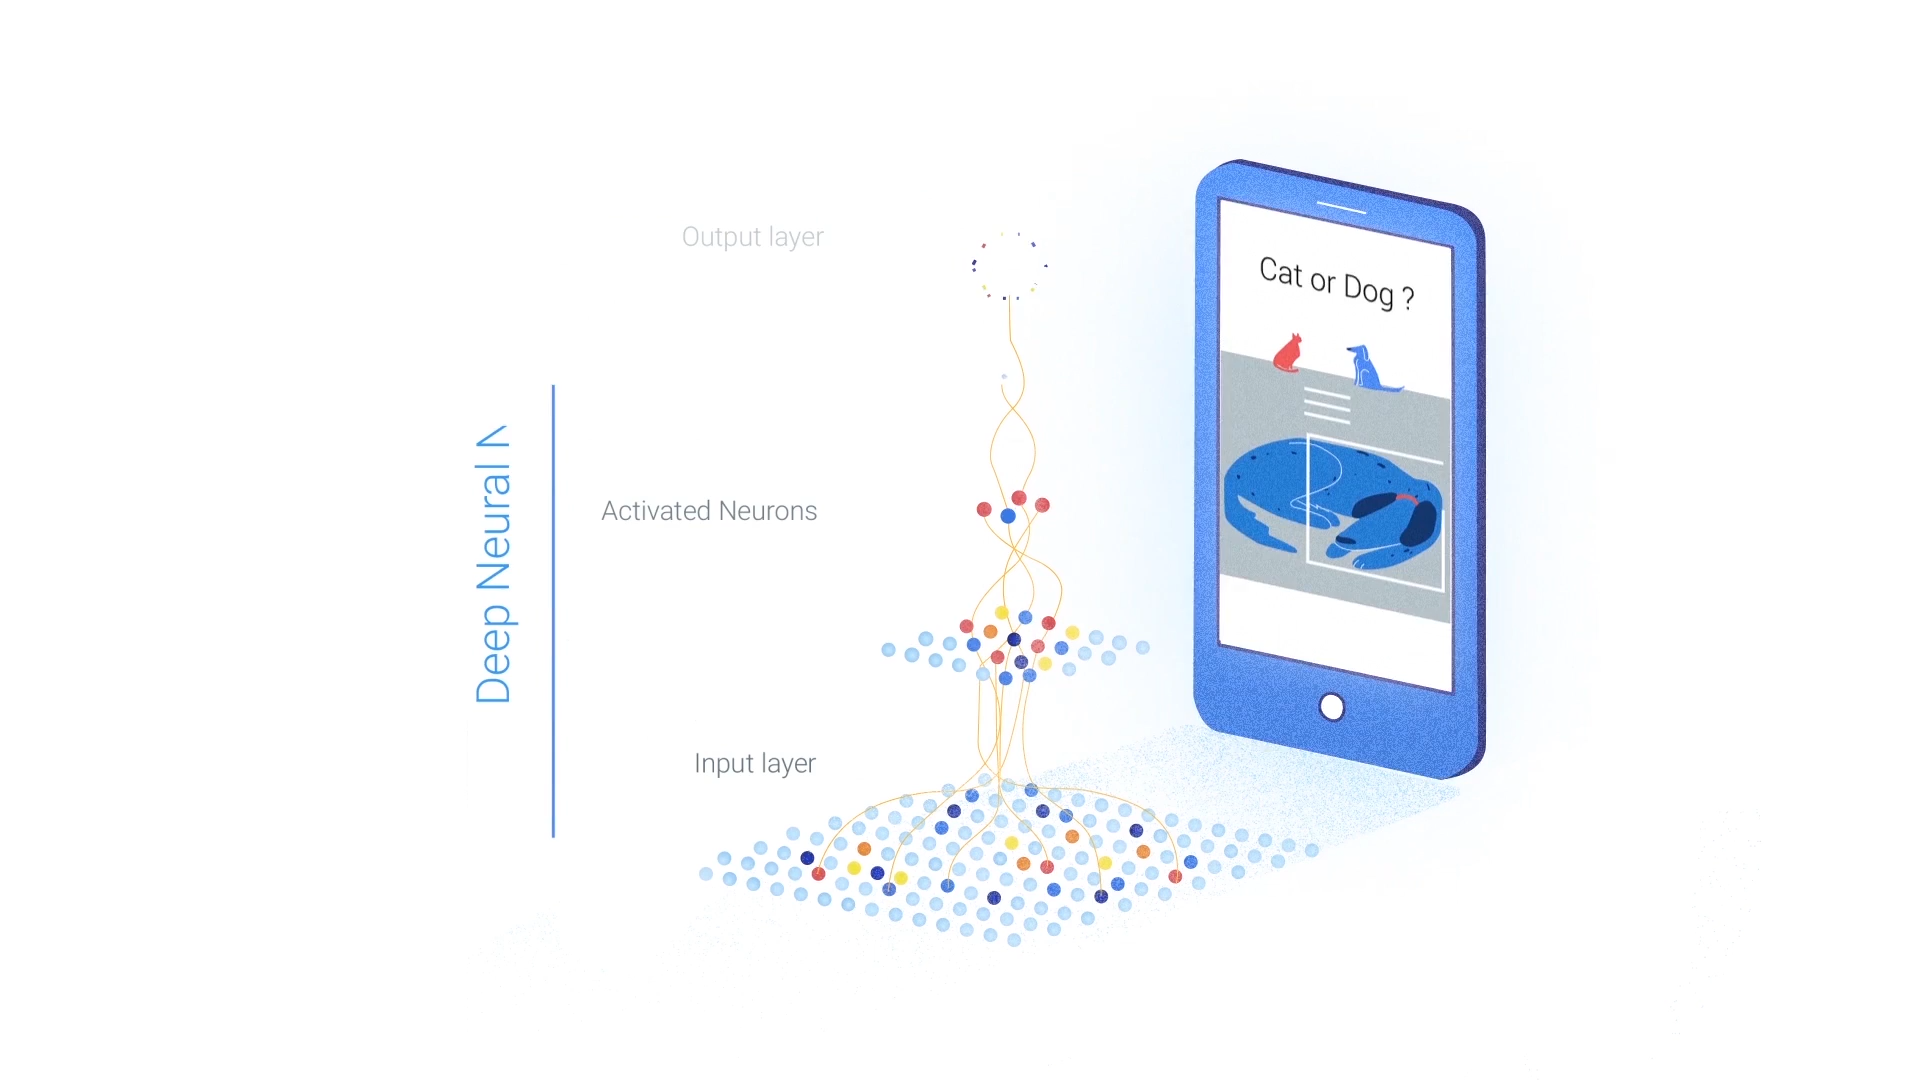 Output layer
Cat or Dog ?
Deep Neural
Activated Neurons
Input layer